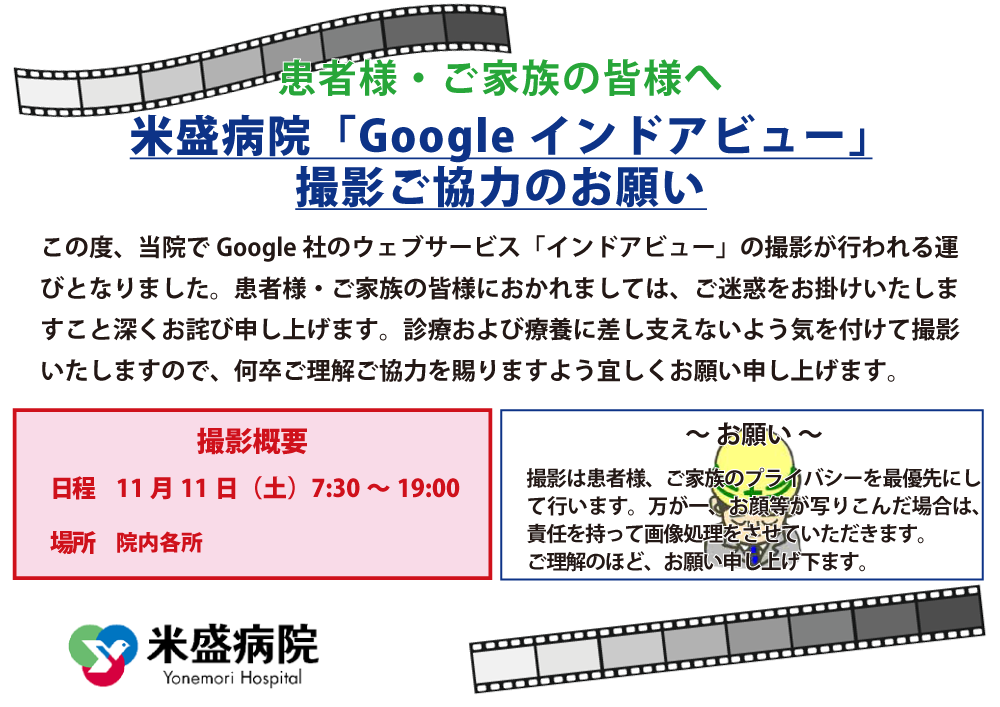 患者様・ご家族の皆様へ
米盛病院「Google インドアビュー」
撮影ご協力のお願い
この度、当院で Google 社のウェブサービス「インドアビュー」の撮影が行われる運
びとなりました。患者様・ご家族の皆様におかれましては、ご迷惑をお掛けいたしま
すこと深くお詫び申し上げます。診療および療養に差し支えないよう気を付けて撮影
いたしますので、何卒ご理解ご協力を賜りますよう宜しくお願い申し上げます。
撮影概要
日程 11 月 11 日（土）7:30 ～ 19:00
場所 院内各所
～ お願い ～
撮影は患者様、ご家族のプライバシーを最優先にし
て行います。万が一、お顔等が写りこんだ場合は、
責任を持って画像処理をさせていただきます。
ご理解のほど、お願い申し上げ下ます。
米盛病院
Yonemori Hospital